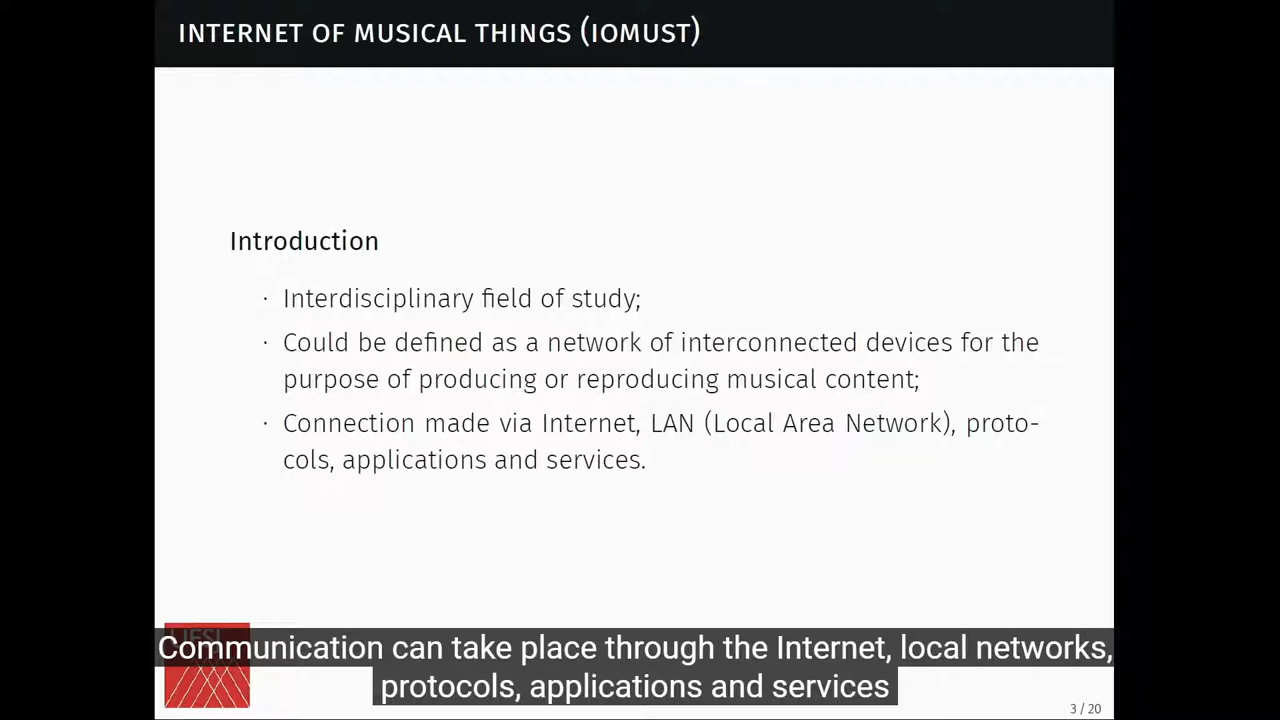 INTERNET OF MUSICAL THINGS (IOMUST)
Introduction
· Interdisciplinary field of study;
· Could be defined as a network of interconnected devices for the
purpose of producing or reproducing musical content;
· Connection made via Internet, LAN (Local Area Network), proto-
cols, applications and services.
Communication can take place through the Internet, local networks,
protocols, applications and services
3 / 20